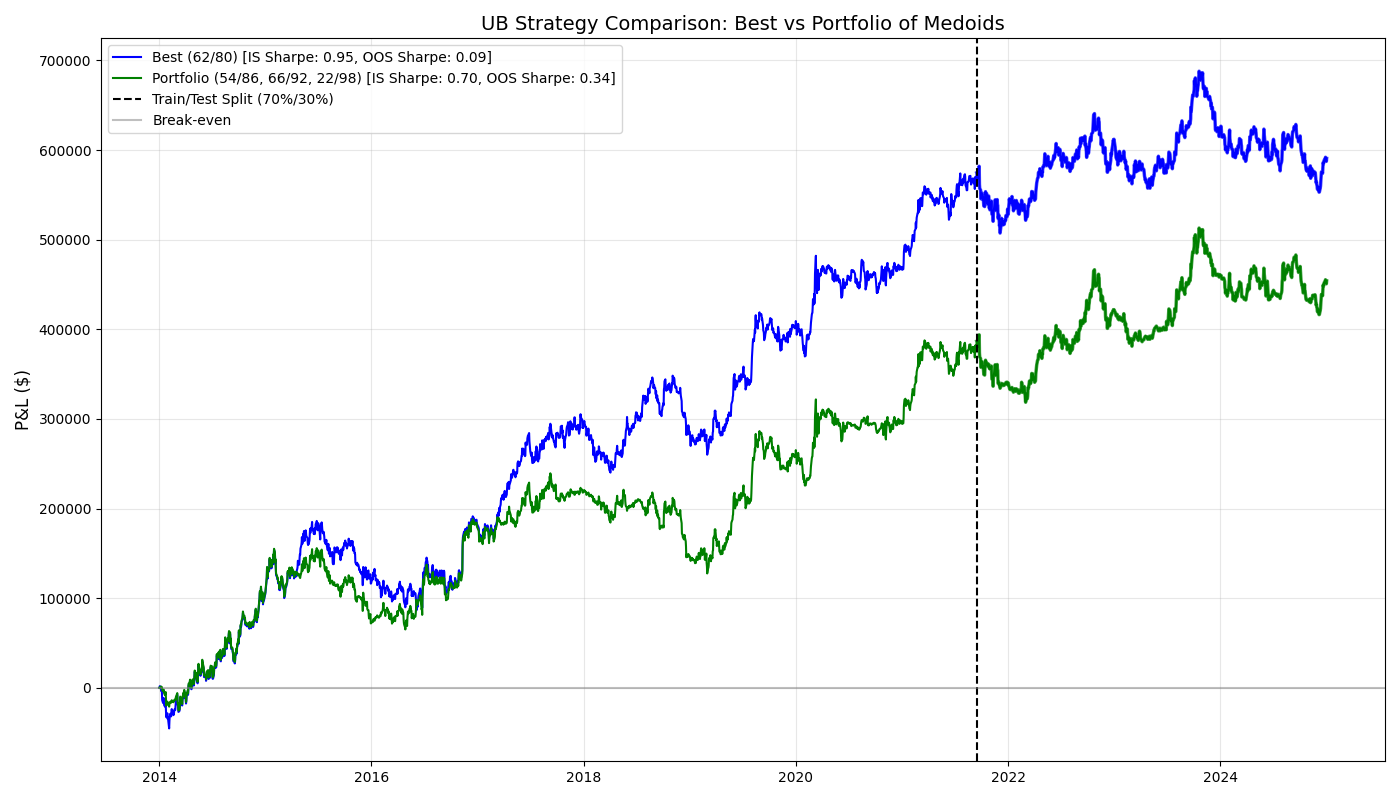 UB Strategy Comparison: Best vs Portfolio of Medoids
Best (62/80) [IS Sharpe: 0.95, OOS Sharpe: 0.09]
Portfolio (54/86, 66/92, 22/98) [IS Sharpe: 0.70, OOS Sharpe: 0.34]
Train/Test Split (70%/30%)
Break-even
P&L ($)
700000
600000
500000
400000
300000
200000
100000
0
2014 2016 2018 2020 2022 2024